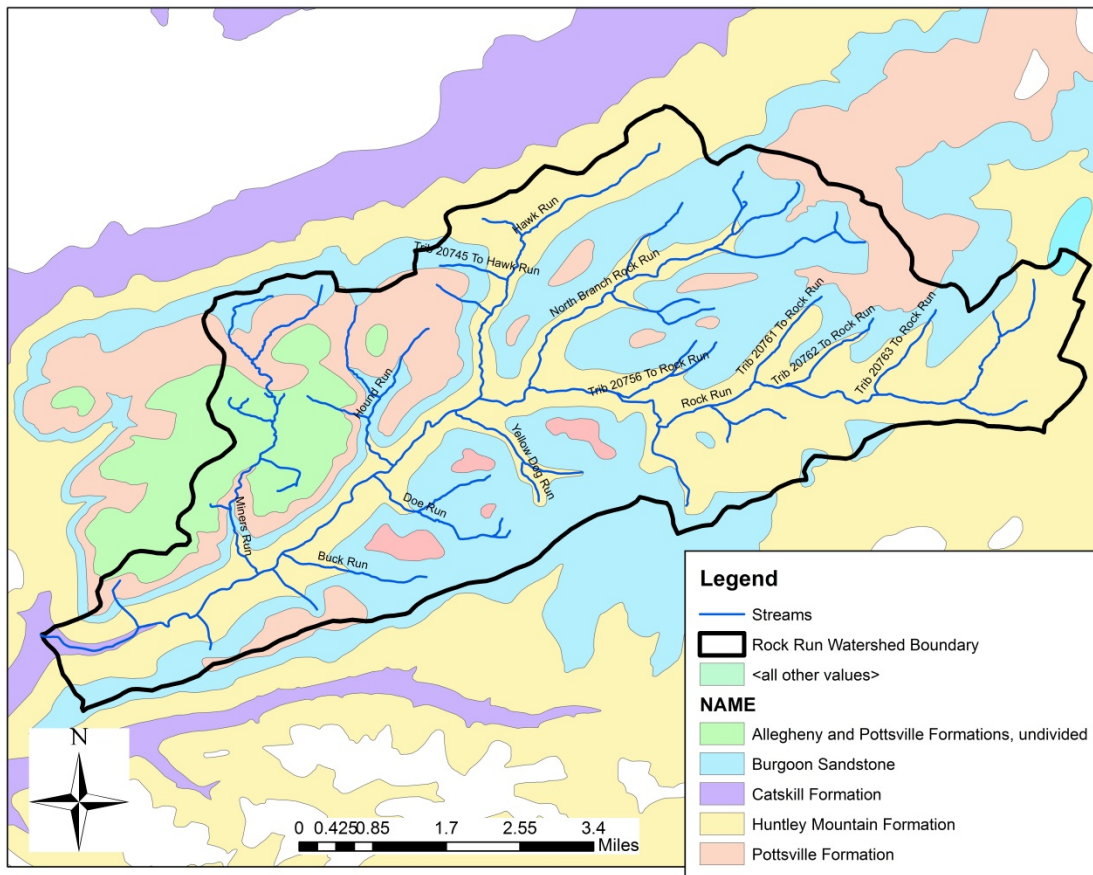 Hawk Run
Trib 20745 To Hawk Run
North Branch Rock Run
Trib 20761 To Rock Run
Trib 20762 To Rock Run
Trib 20763 To Rock Run
Trib 20756 To Rock Run
Rock Run
Hound Run
Yellow Dog Run
Doe Run
Miners Run
Buck Run
Legend
Streams
Rock Run Watershed Boundary
<all other values>
NAME
Allegheny and Pottsville Formations, undivided
Burgoon Sandstone
Catskill Formation
Huntley Mountain Formation
Pottsville Formation
N
0 0.425 0.85 1.7 2.55 3.4
Miles